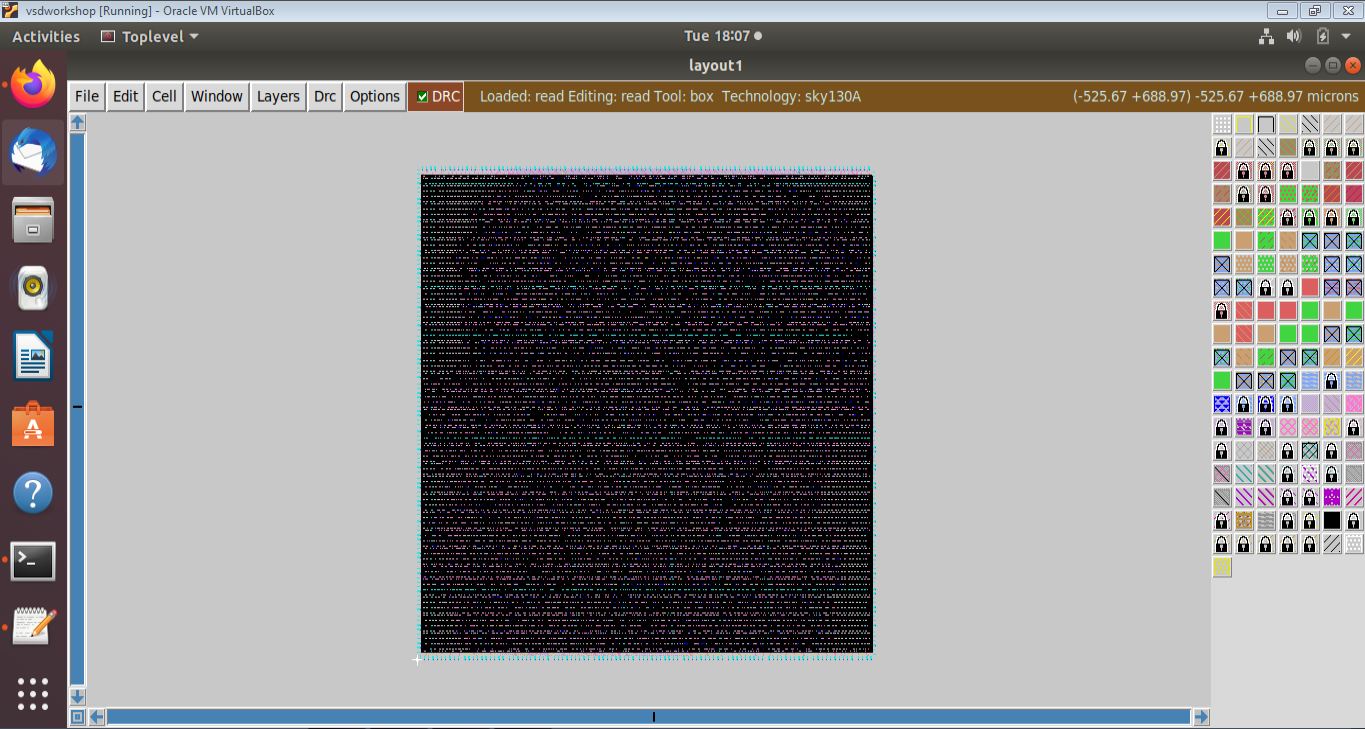 vsdworkshop [Running] - Oracle VM VirtualBox
Activities Toplevel Tue 18:07
layout1
File Edit Cell Window Layers Drc Options DRC Loaded: read Editing: read Tool: box Technology: sky130A (-525.67 +688.97) -525.67 +688.97 microns